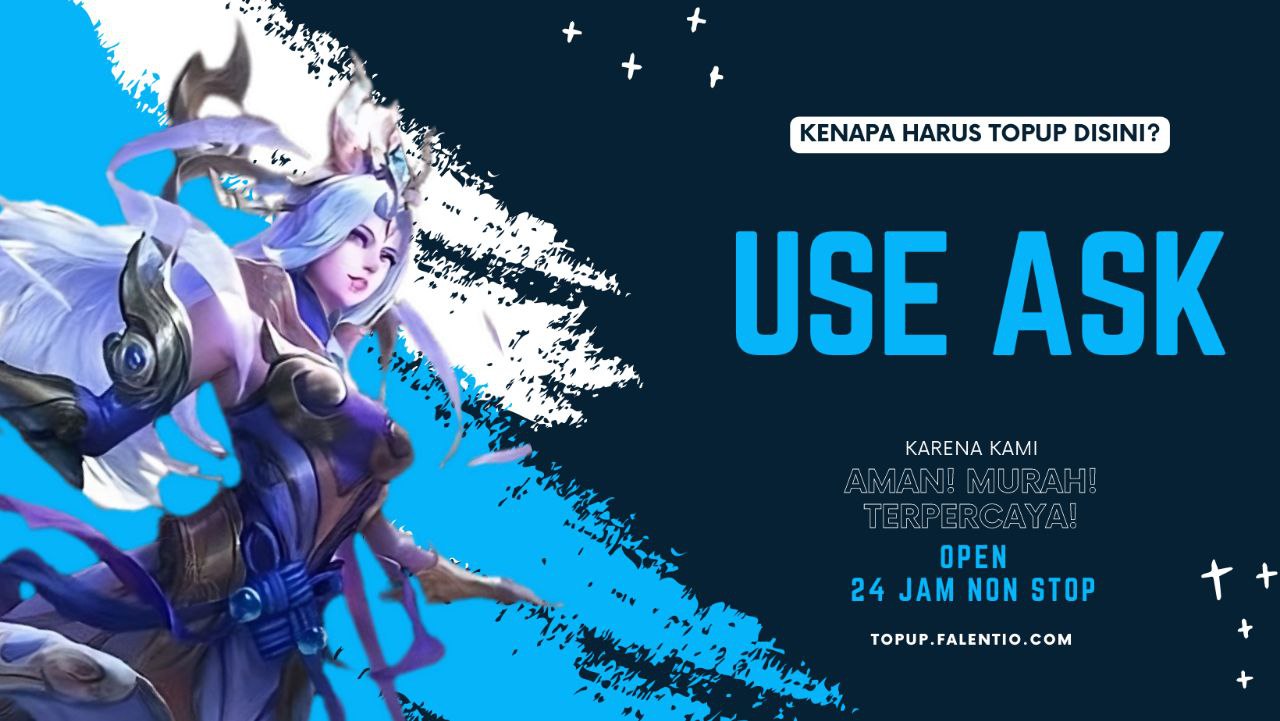 KENAPA HARUS TOPUP DISINI?
USE ASK
KARENA KAMI
AMAN! MURAH!
TERPERCAYA!
OPEN
24 JAM NON STOP
TOPUP.FALENTIO.COM